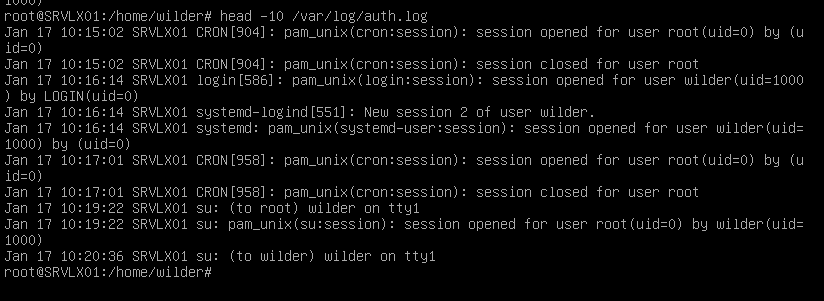 1000)
root@SRVLX01:/home/wilder# head -10 /var/log/auth.log
Jan 17 10:15:02 SRVLX01 CRON[904]: pam_unix(cron:session): session opened for user root(uid=0) by (u
id=0)
Jan 17 10:15:02 SRVLX01 CRON[904]: pam_unix(cron:session): session closed for user root
Jan 17 10:16:14 SRVLX01 login[586]: pam_unix(login:session): session opened for user wilder(uid=1000
) by LOGIN(uid=0)
Jan 17 10:16:14 SRVLX01 systemd-logind[551]: New session 2 of user wilder.
Jan 17 10:16:14 SRVLX01 systemd: pam_unix(systemd-user:session): session opened for user wilder(uid=
1000) by (uid=0)
Jan 17 10:17:01 SRVLX01 CRON[958]: pam_unix(cron:session): session opened for user root(uid=0) by (u
id=0)
Jan 17 10:17:01 SRVLX01 CRON[958]: pam_unix(cron:session): session closed for user root
Jan 17 10:19:22 SRVLX01 su: (to root) wilder on tty1
Jan 17 10:19:22 SRVLX01 su: pam_unix(su:session): session opened for user root(uid=0) by wilder(uid=
1000)
Jan 17 10:20:36 SRVLX01 su: (to wilder) wilder on tty1
root@SRVLX01:/home/wilder#